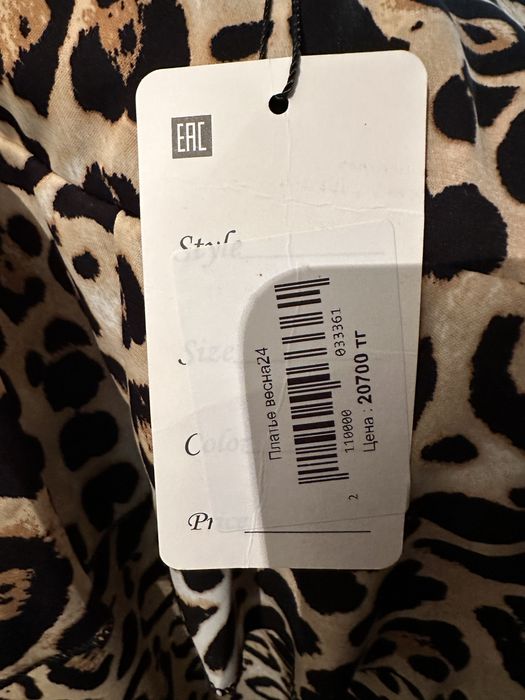 EAC
Style
Size
Color
Price
Платье весна24
110000 033361
Цена : 20700 тг
2